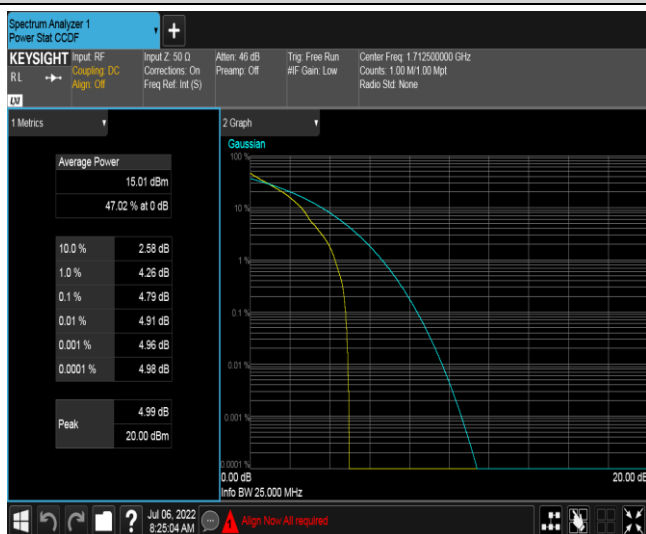 Spectrum Analyzer 1
Power Stat CCDF
+
KEYSIGHT
RL
LXI
Input: RF
Coupling: DC
Align: Off
Input Z: 50 Ω
Corrections: On
Freq Ref: Int (S)
Atten: 46 dB
Preamp: Off
Trig: Free Run
#IF Gain: Low
Center Freq: 1.712500000 GHz
Counts: 1.00 M/1.00 Mpt
Radio Std: None
1 Metrics
Average Power
15.01 dBm
47.02 % at 0 dB
10.0 % 2.58 dB
1.0 % 4.26 dB
0.1 % 4.79 dB
0.01 % 4.91 dB
0.001 % 4.96 dB
0.0001 % 4.98 dB
Peak
4.99 dB
20.00 dBm
2 Graph
Gaussian
100 %
10 %
1 %
0.1 %
0.01 %
0.001 %
0.0001 %
0.00 dB
20.00 dB
Info BW 25.000 MHz
?
Jul 06, 2022
8:25:04 AM
Align Now All required